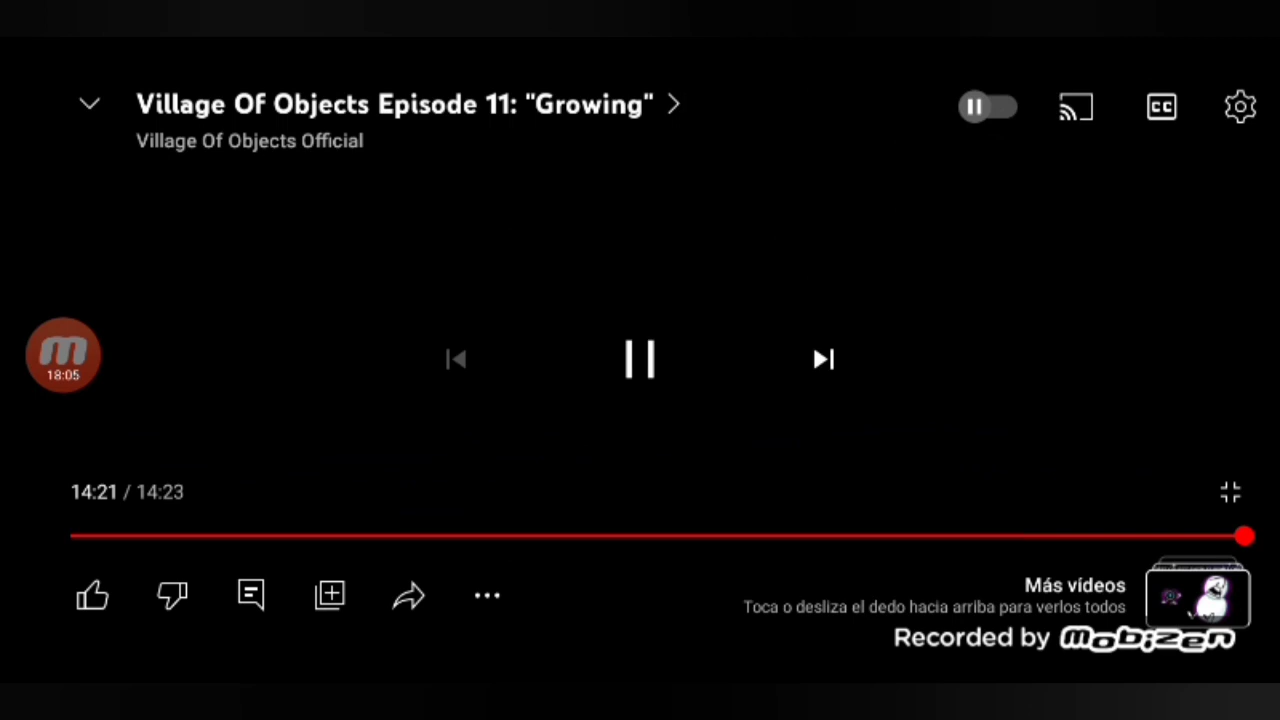 Village Of Objects Episode 11: "Growing"
Village Of Objects Official
CC
m
18:05
14:21 / 14:23
Más vídeos
Toca o desliza el dedo hacia arriba para verlos todos
Recorded by mobizen